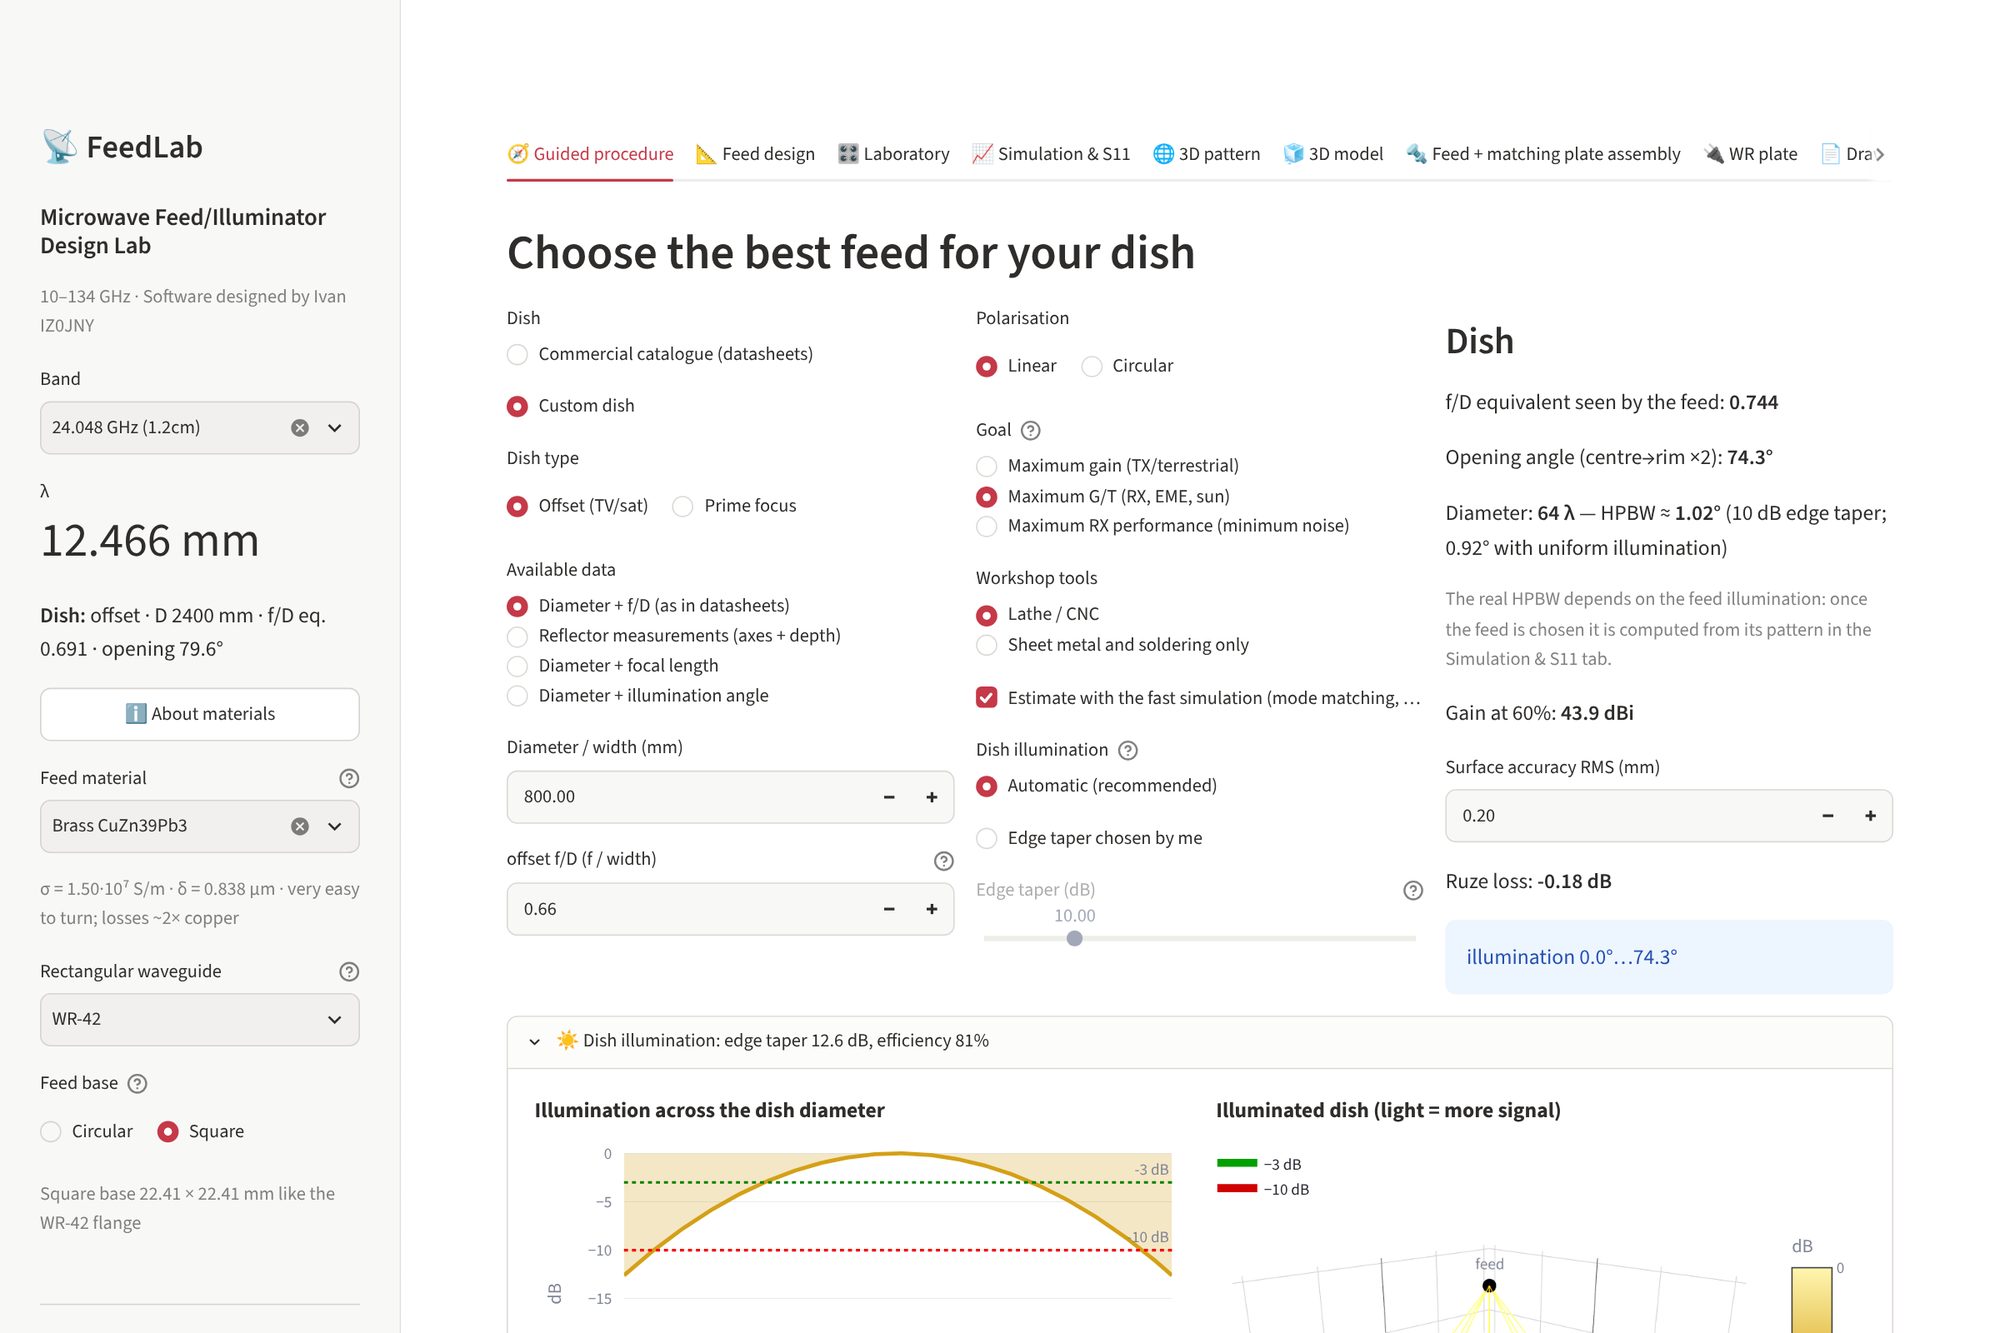 📡 FeedLab
Microwave Feed/Illuminator
Design Lab
10–134 GHz · Software designed by Ivan
IZ0JNY
Band
24.048 GHz (1.2cm)
λ
12.466 mm
Dish: offset · D 2400 mm · f/D eq.
0.691 · opening 79.6°
ℹ️ About materials
Feed material
Brass CuZn39Pb3
σ = 1.50·10⁷ S/m · δ = 0.838 µm · very easy
to turn; losses ~2× copper
Rectangular waveguide
WR-42
Feed base
Circular
Square
Square base 22.41 × 22.41 mm like the
WR-42 flange
🧭 Guided procedure
📐 Feed design
🎛️ Laboratory
📈 Simulation & S11
🌐 3D pattern
🧊 3D model
🔩 Feed + matching plate assembly
🔌 WR plate
📄 Dra
Choose the best feed for your dish
Dish
Commercial catalogue (datasheets)
Custom dish
Dish type
Offset (TV/sat)
Prime focus
Available data
Diameter + f/D (as in datasheets)
Reflector measurements (axes + depth)
Diameter + focal length
Diameter + illumination angle
Diameter / width (mm)
800.00
offset f/D (f / width)
0.66
Polarisation
Linear
Circular
Goal
Maximum gain (TX/terrestrial)
Maximum G/T (RX, EME, sun)
Maximum RX performance (minimum noise)
Workshop tools
Lathe / CNC
Sheet metal and soldering only
Estimate with the fast simulation (mode matching, …
Dish illumination
Automatic (recommended)
Edge taper chosen by me
Edge taper (dB)
10.00
Dish
f/D equivalent seen by the feed: 0.744
Opening angle (centre→rim ×2): 74.3°
Diameter: 64 λ — HPBW ≈ 1.02° (10 dB edge taper;
0.92° with uniform illumination)
The real HPBW depends on the feed illumination: once
the feed is chosen it is computed from its pattern in the
Simulation & S11 tab.
Gain at 60%: 43.9 dBi
Surface accuracy RMS (mm)
0.20
Ruze loss: -0.18 dB
illumination 0.0°…74.3°
☀️ Dish illumination: edge taper 12.6 dB, efficiency 81%
Illumination across the dish diameter
0
−5
−10
−15
dB
-3 dB
-10 dB
Illuminated dish (light = more signal)
−3 dB
−10 dB
feed
dB
0